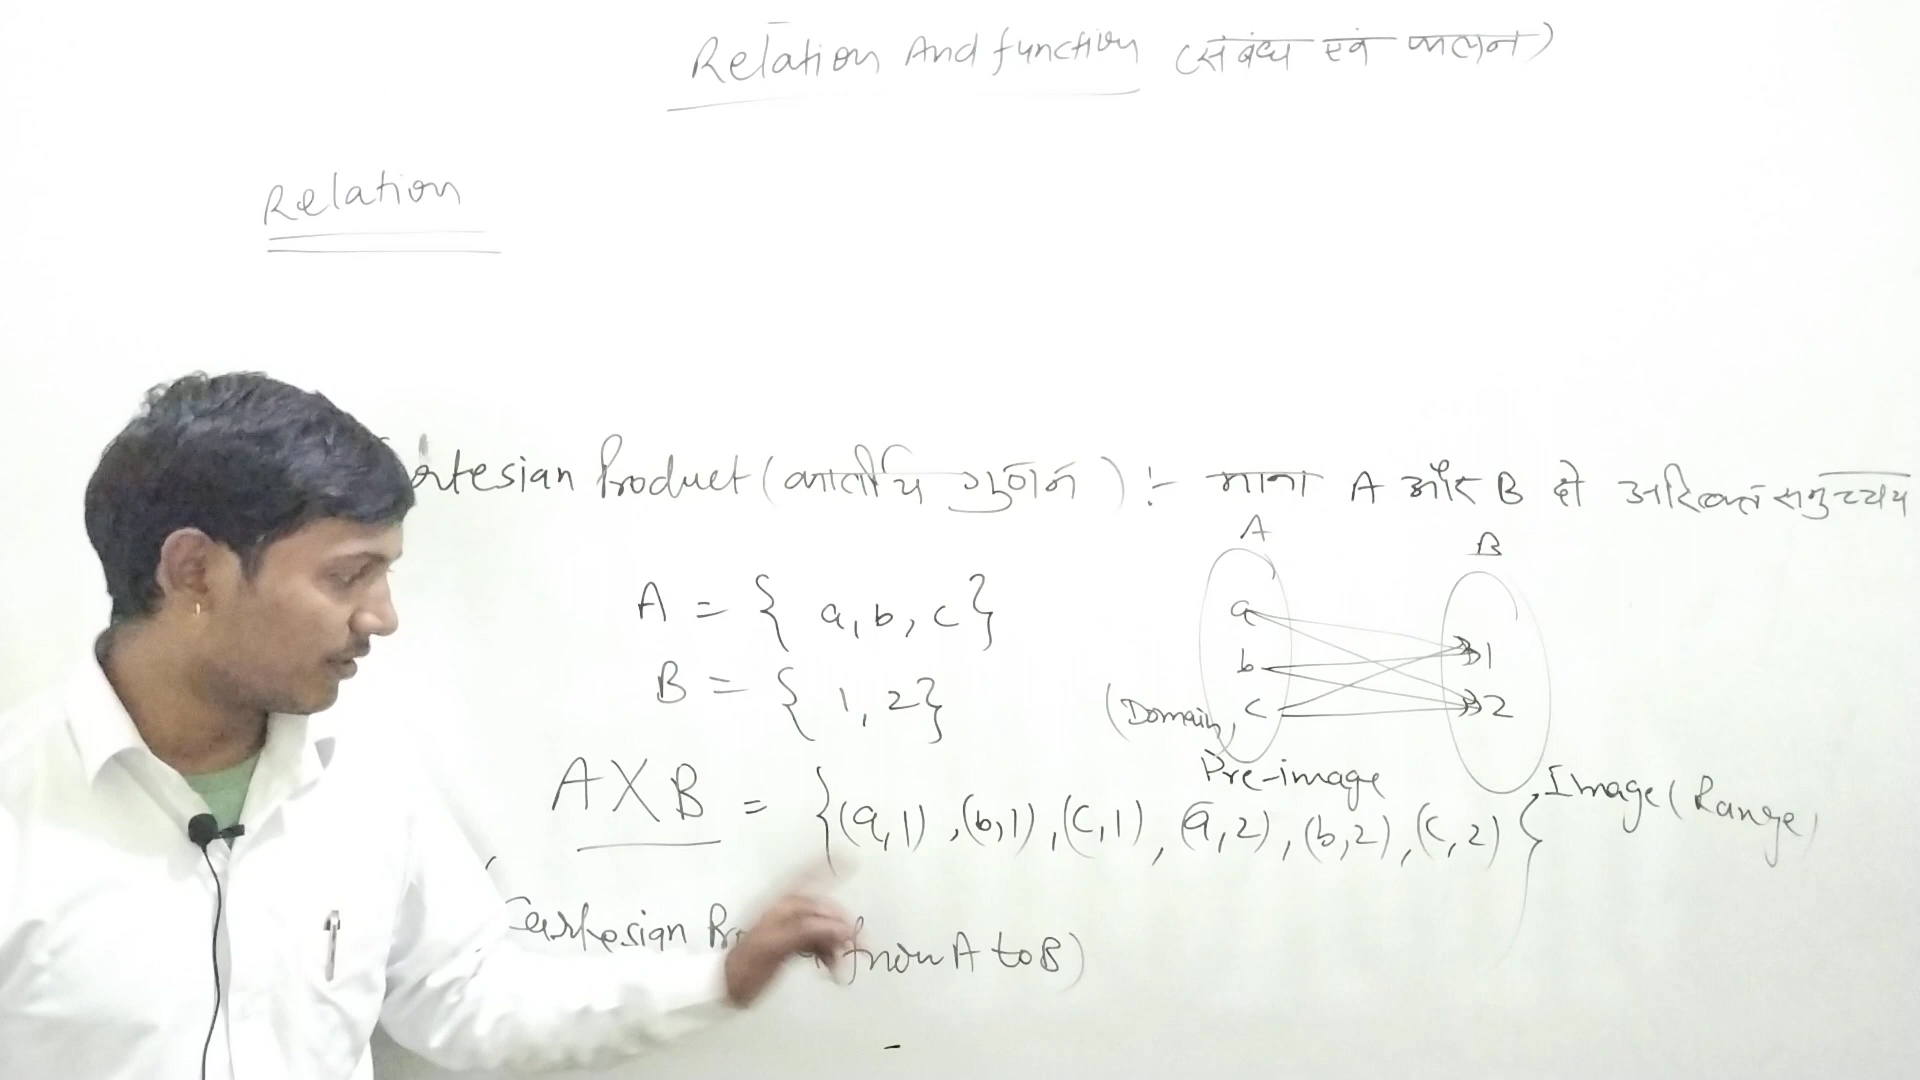 Relation And function (संबंध एवं फलन)
Relation
Cartesian Product (कार्तीय गुणन) :- माना A और B दो अरिक्त समुच्चय
A = { a, b, c }
B = { 1, 2 }
A
a
b
c
B
1
2
(Domain,
Pre-image
Image (Range)
A X B = { (a,1), (b,1), (c,1), (a,2), (b,2), (c,2) }
(Cartesian from A to B)